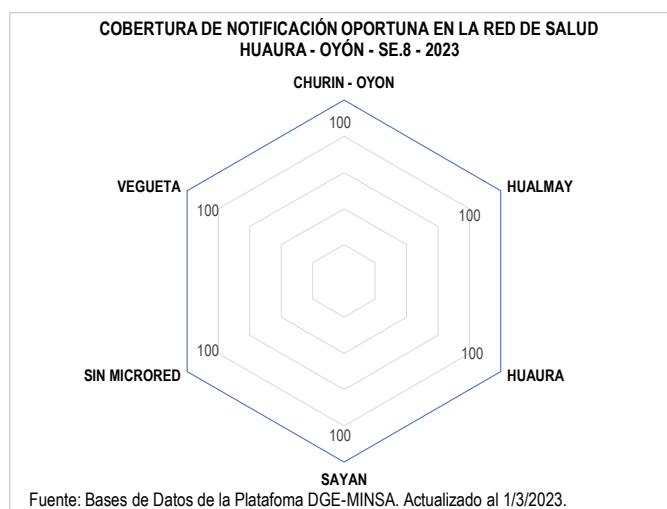 COBERTURA DE NOTIFICACIÓN OPORTUNA EN LA RED DE SALUD
HUAURA - OYÓN - SE.8 - 2023
CHURIN - OYON
100
VEGUETA
HUALMAY
100
100
100
100
SIN MICRORED
HUAURA
100
SAYAN
Fuente: Bases de Datos de la Platafoma DGE-MINSA. Actualizado al 1/3/2023.